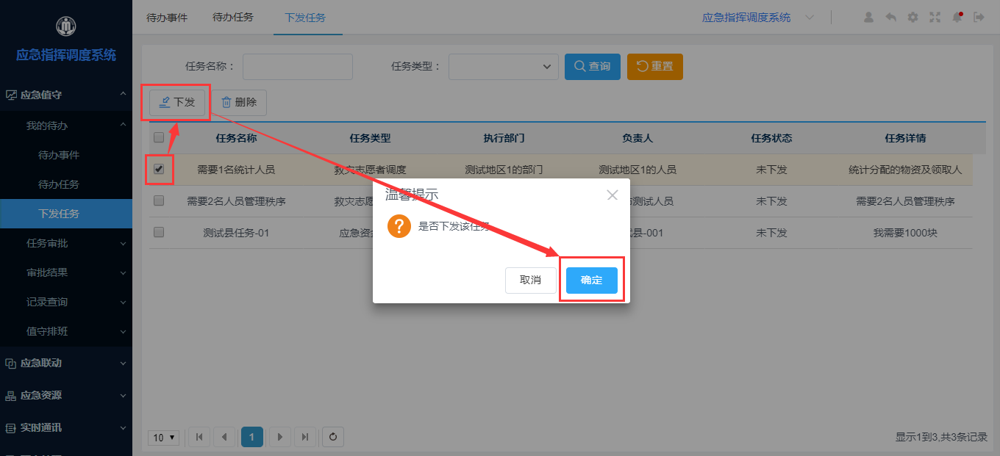 待办事件 待办任务 下发任务 应急指挥调度系统
应急指挥调度系统
任务名称： 任务类型： 查询 重置
应急值守
下发 删除
我的待办
任务名称 任务类型 执行部门 负责人 任务状态 任务详情
待办事件
需要1名统计人员 救灾志愿者调度 测试地区1的部门 测试地区1的人员 未下发 统计分配的物资及领取人
待办任务
温馨提示
需要2名人员管理秩序 救灾志愿 测试人员 未下发 需要2名人员管理秩序
下发任务
是否下发该任务
测试县任务-01 应急资 县-001 未下发 我需要1000块
任务审批
审批结果
取消 确定
记录查询
值守排班
应急联动
应急资源
实时通讯
10 1 显示1到3,共3条记录